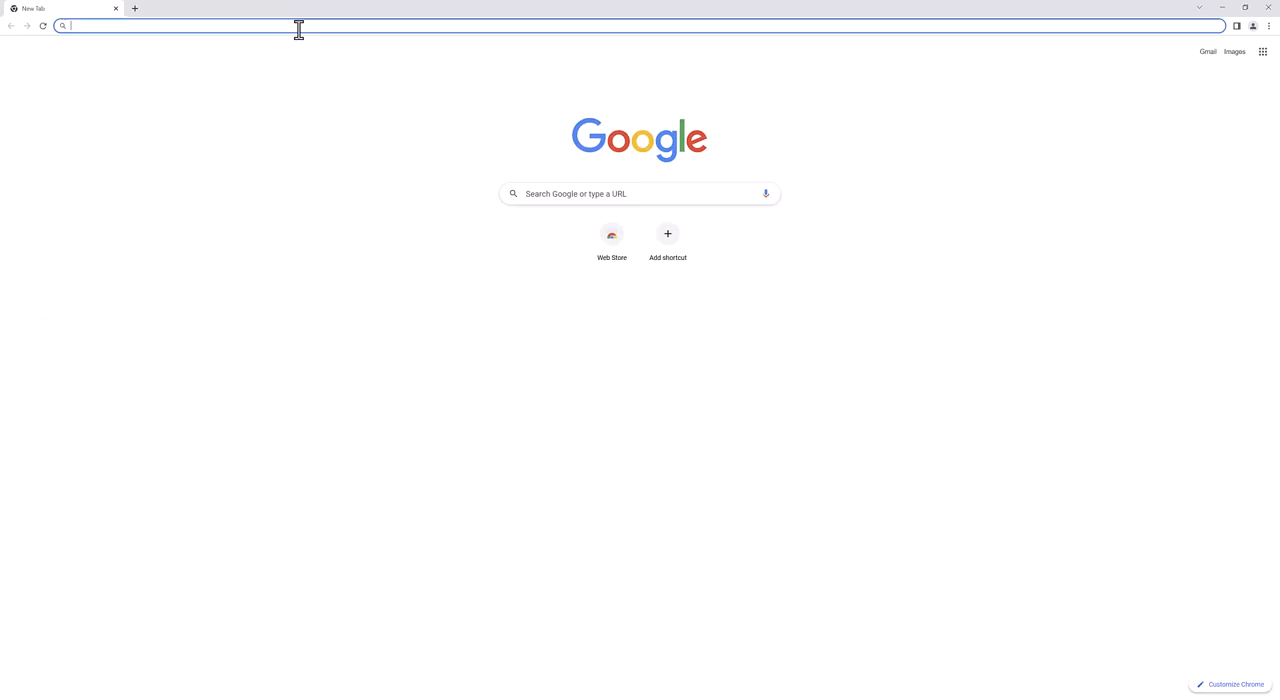 New Tab
Gmail Images
Google
Search Google or type a URL
Web Store Add shortcut
Customize Chrome